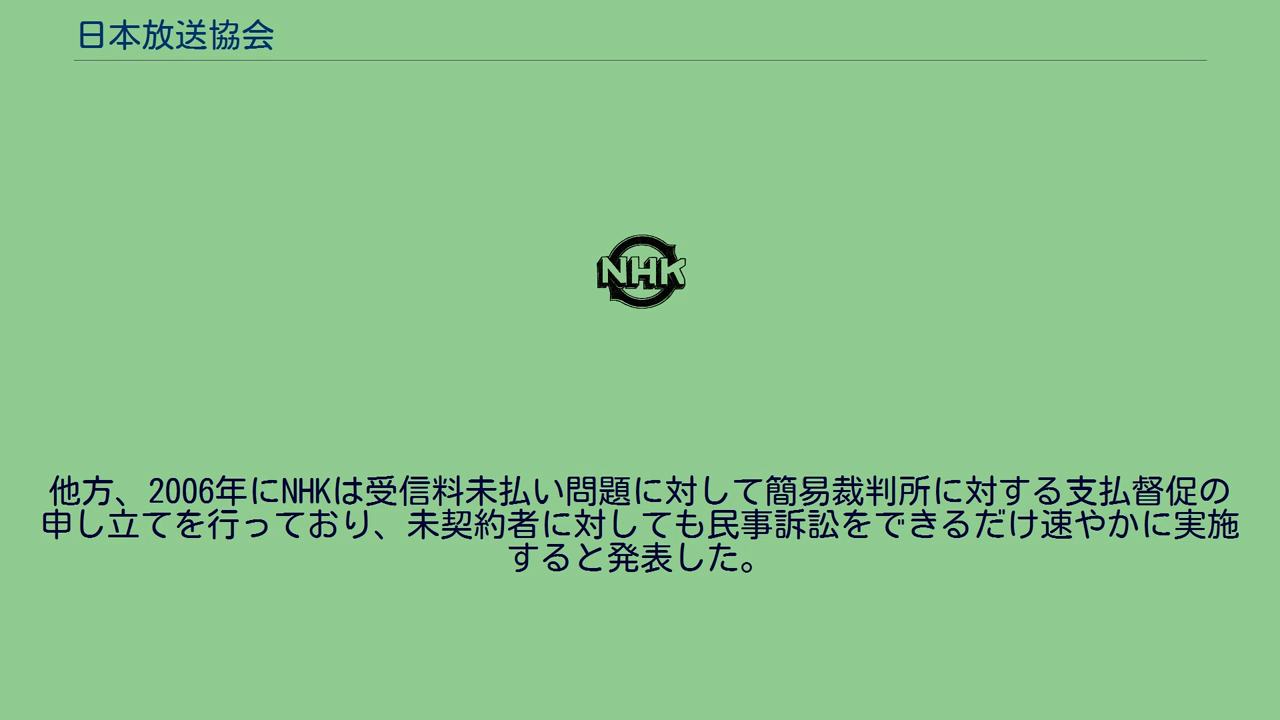 日本放送協会
NHK
他方、2006年にNHKは受信料未払い問題に対して簡易裁判所に対する支払督促の
申し立てを行っており、未契約者に対しても民事訴訟をできるだけ速やかに実施
すると発表した。